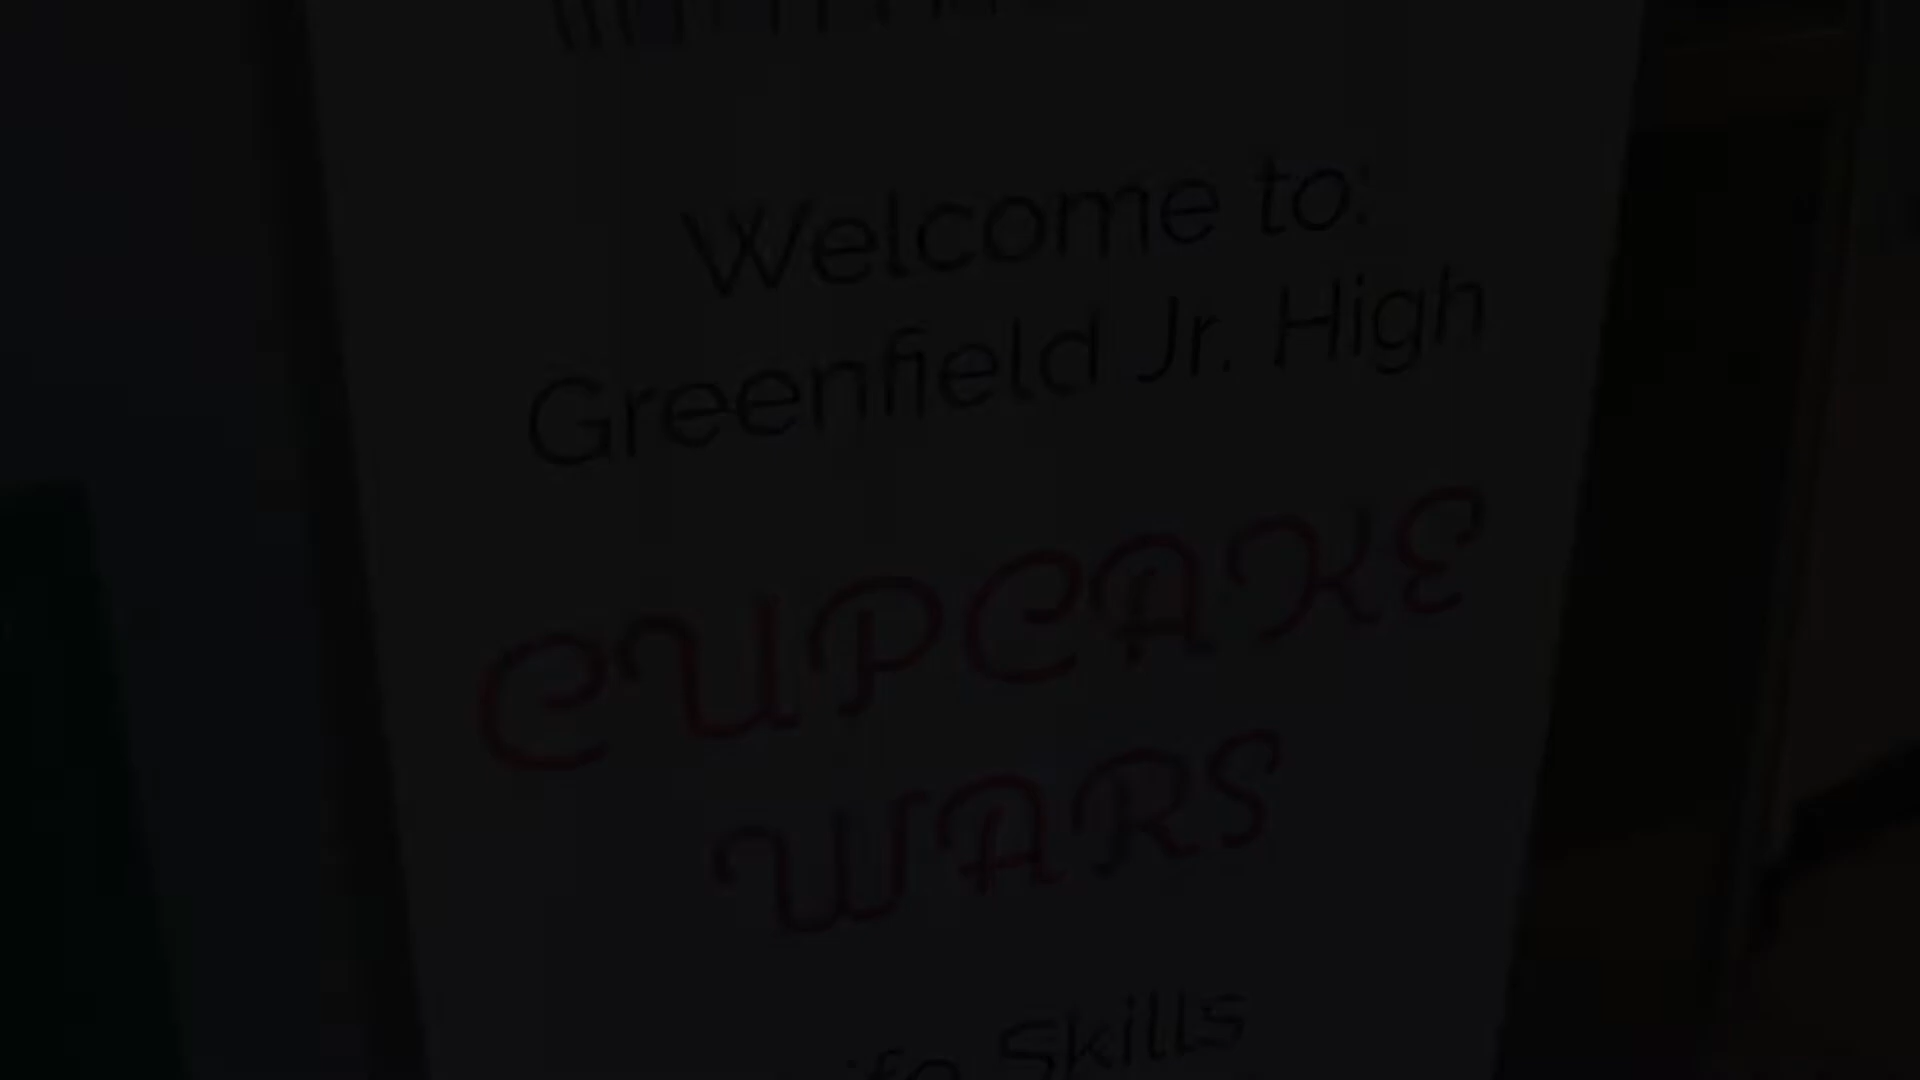 Welcome to:
Greenfield Jr. High
CUPCAKE
WARS
Skills